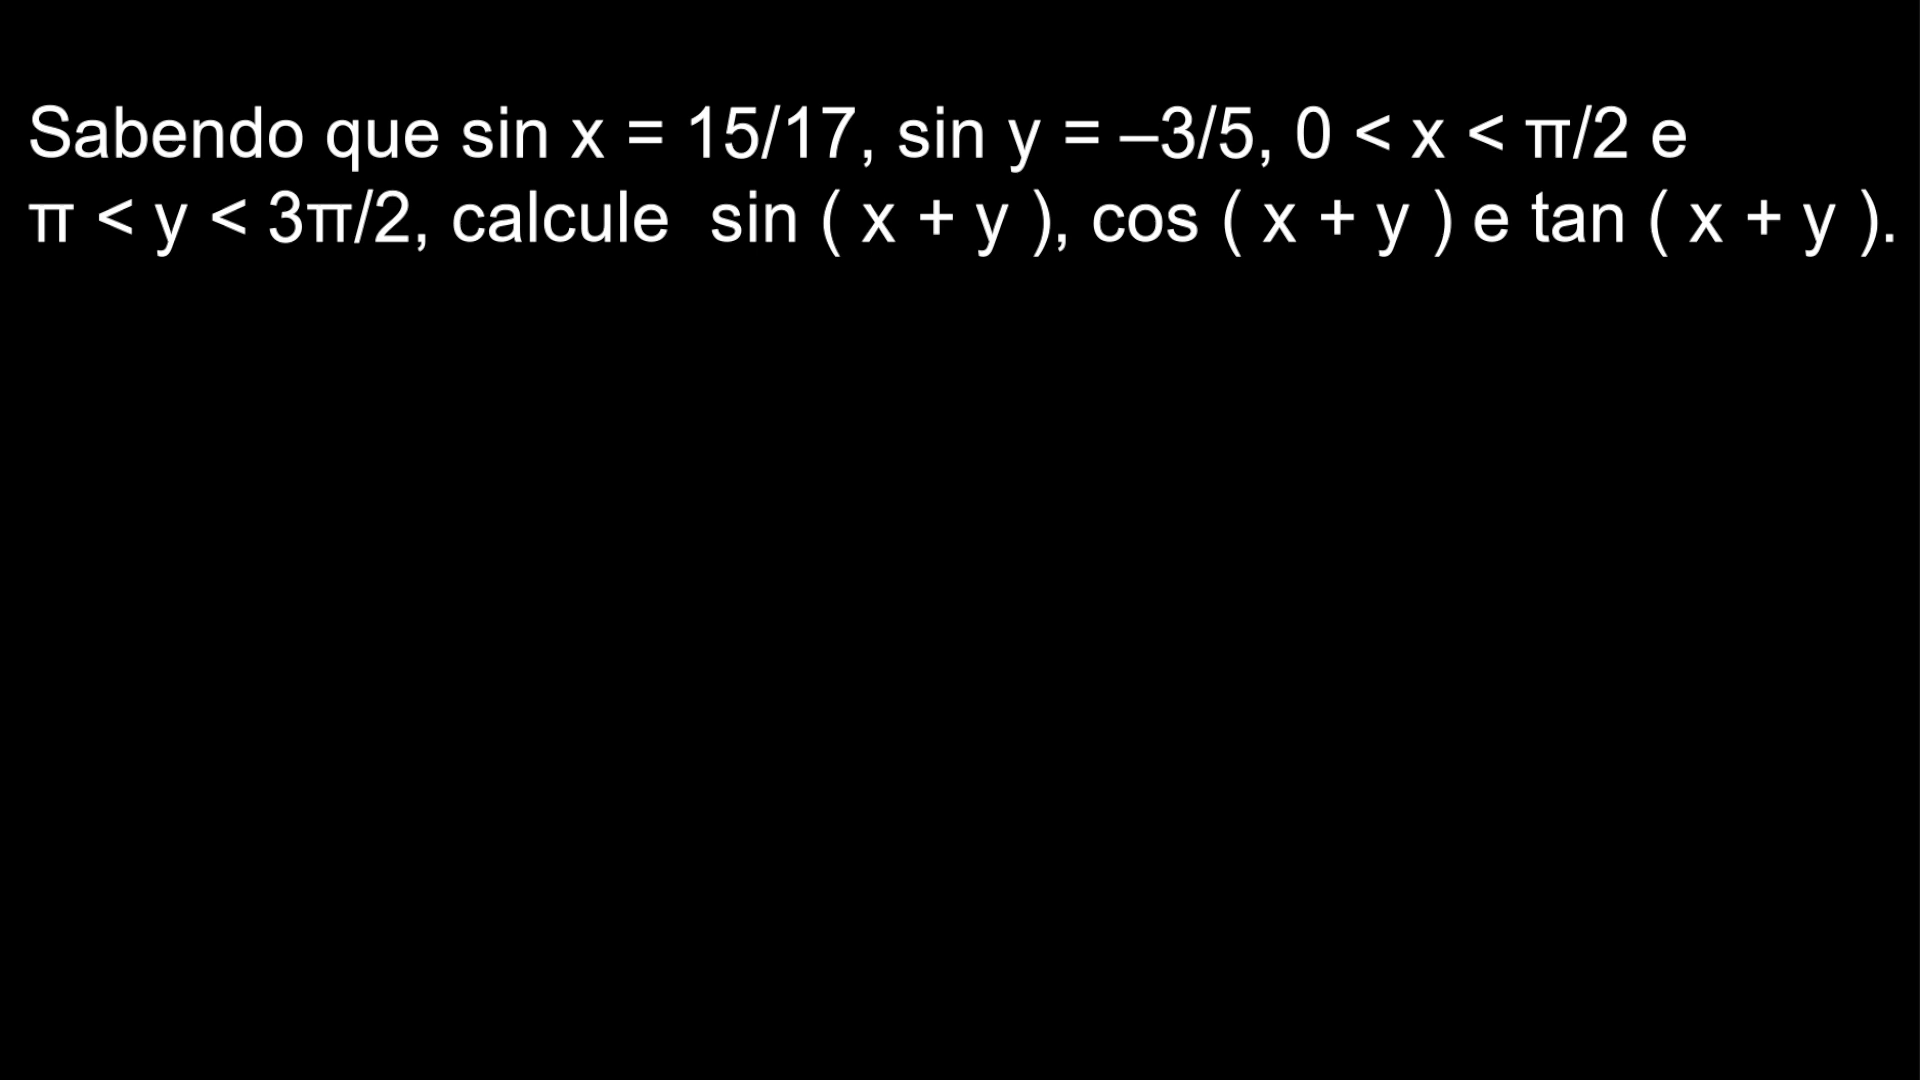 Sabendo que sin x = 15/17, sin y = –3/5, 0 < x < π/2 e
π < y < 3π/2, calcule  sin ( x + y ), cos ( x + y ) e tan ( x + y ).